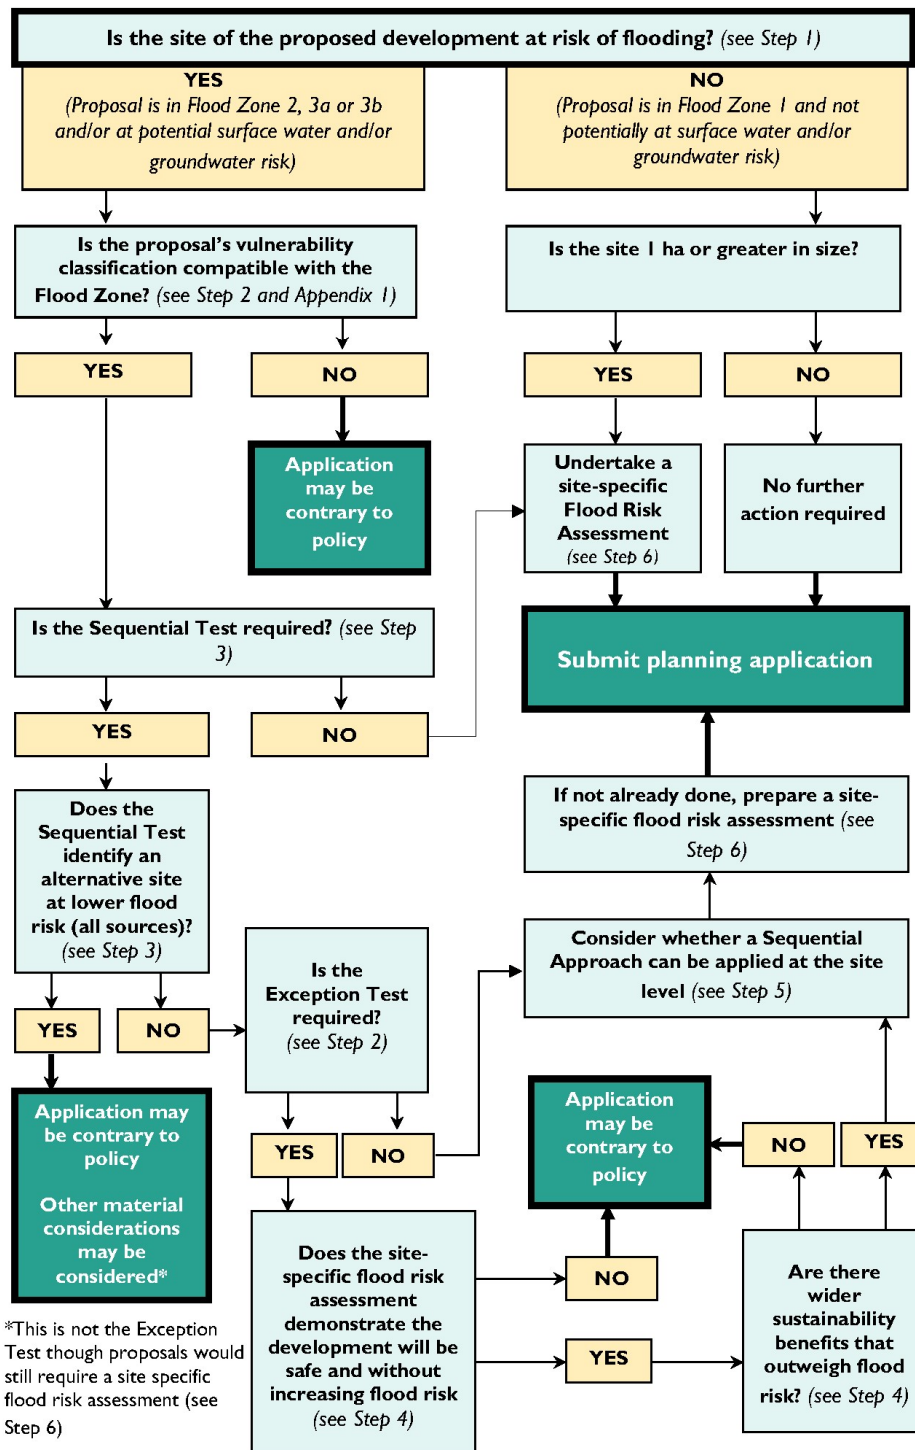 Is the site of the proposed development at risk of flooding? (see Step 1)
YES
(Proposal is in Flood Zone 2, 3a or 3b
and/or at potential surface water and/or
groundwater risk)
NO
(Proposal is in Flood Zone 1 and not
potentially at surface water and/or
groundwater risk)
Is the proposal's vulnerability
classification compatible with the
Flood Zone? (see Step 2 and Appendix 1)
Is the site 1 ha or greater in size?
YES
NO
YES
NO
Application
may be
contrary to
policy
Undertake a
site-specific
Flood Risk
Assessment
(see Step 6)
No further
action required
Is the Sequential Test required? (see Step
3)
Submit planning application
YES
NO
Does the
Sequential Test
identify an
alternative site
at lower flood
risk (all sources)?
(see Step 3)
If not already done, prepare a site-
specific flood risk assessment (see
Step 6)
Consider whether a Sequential
Approach can be applied at the site
level (see Step 5)
Is the
Exception Test
required?
(see Step 2)
YES
NO
Application may
be contrary to
policy
Other material
considerations
may be
considered*
YES
NO
Application
may be
contrary to
policy
NO
YES
Does the site-
specific flood risk
assessment
demonstrate the
development will be
safe and without
increasing flood risk
(see Step 4)
NO
YES
Are there
wider
sustainability
benefits that
outweigh flood
risk? (see Step 4)
*This is not the Exception
Test though proposals would
still require a site specific
flood risk assessment (see
Step 6)